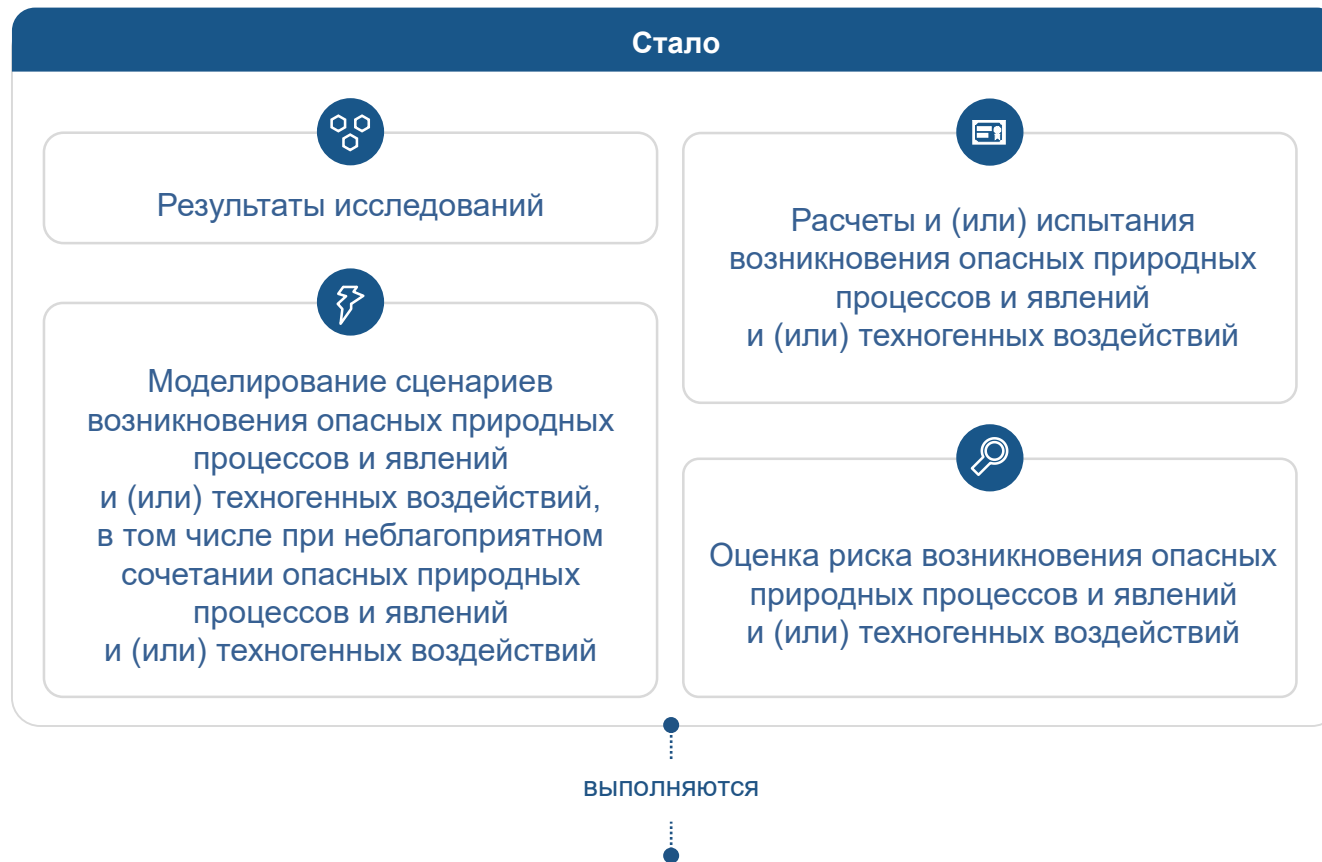 Стало
Результаты исследований
Моделирование сценариев
возникновения опасных природных
процессов и явлений
и (или) техногенных воздействий,
в том числе при неблагоприятном
сочетании опасных природных
процессов и явлений
и (или) техногенных воздействий
Расчеты и (или) испытания
возникновения опасных природных
процессов и явлений
и (или) техногенных воздействий
Оценка риска возникновения опасных
природных процессов и явлений
и (или) техногенных воздействий
выполняются